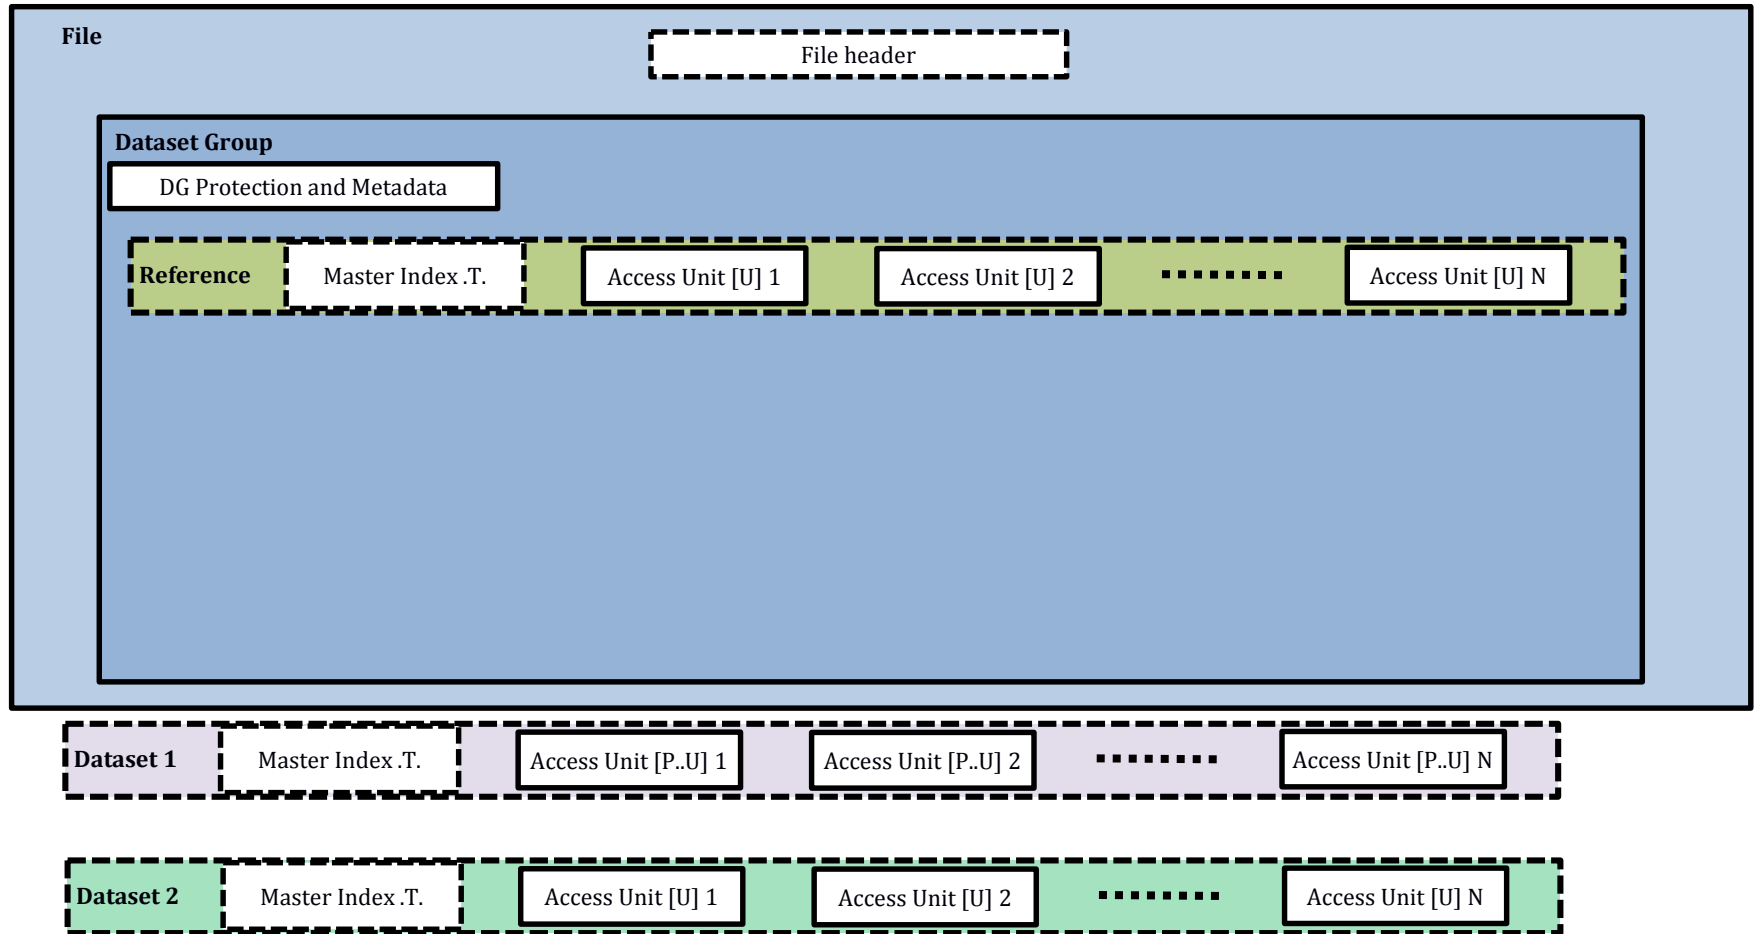 File
File header
Dataset Group
DG Protection and Metadata
Reference Master Index .T. Access Unit [U] 1 Access Unit [U] 2 Access Unit [U] N
Dataset 1 Master Index .T. Access Unit [P..U] 1 Access Unit [P..U] 2 Access Unit [P..U] N
Dataset 2 Master Index .T. Access Unit [U] 1 Access Unit [U] 2 Access Unit [U] N